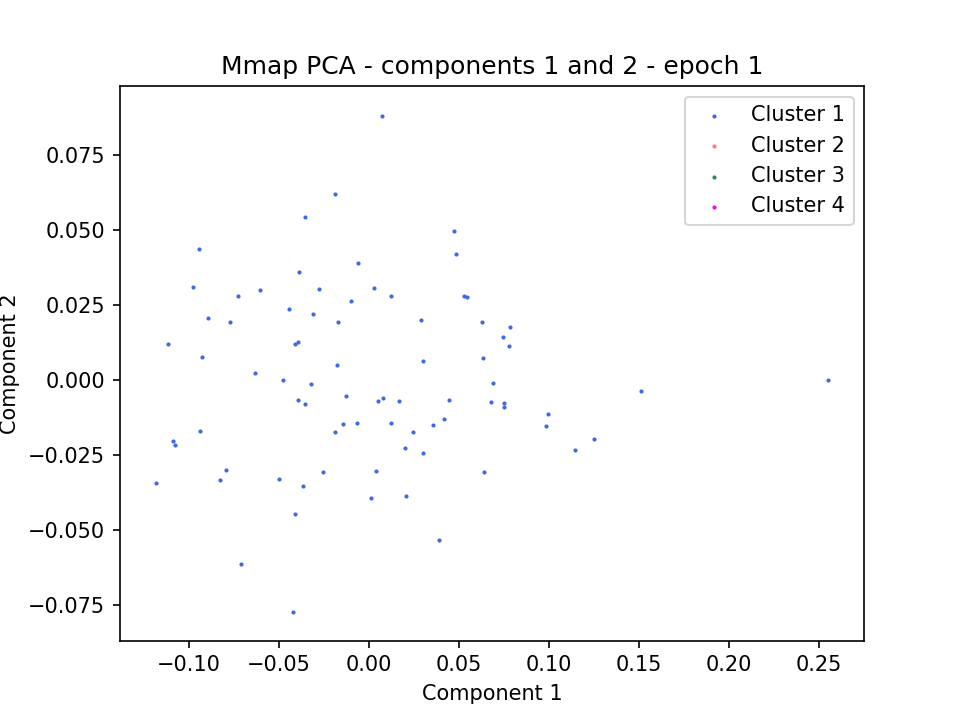 Mmap PCA - components 1 and 2 - epoch 1
Cluster 1
Cluster 2
Cluster 3
Cluster 4
0.075
0.050
0.025
0.000
−0.025
−0.050
−0.075
Component 2
−0.10 −0.05 0.00 0.05 0.10 0.15 0.20 0.25
Component 1